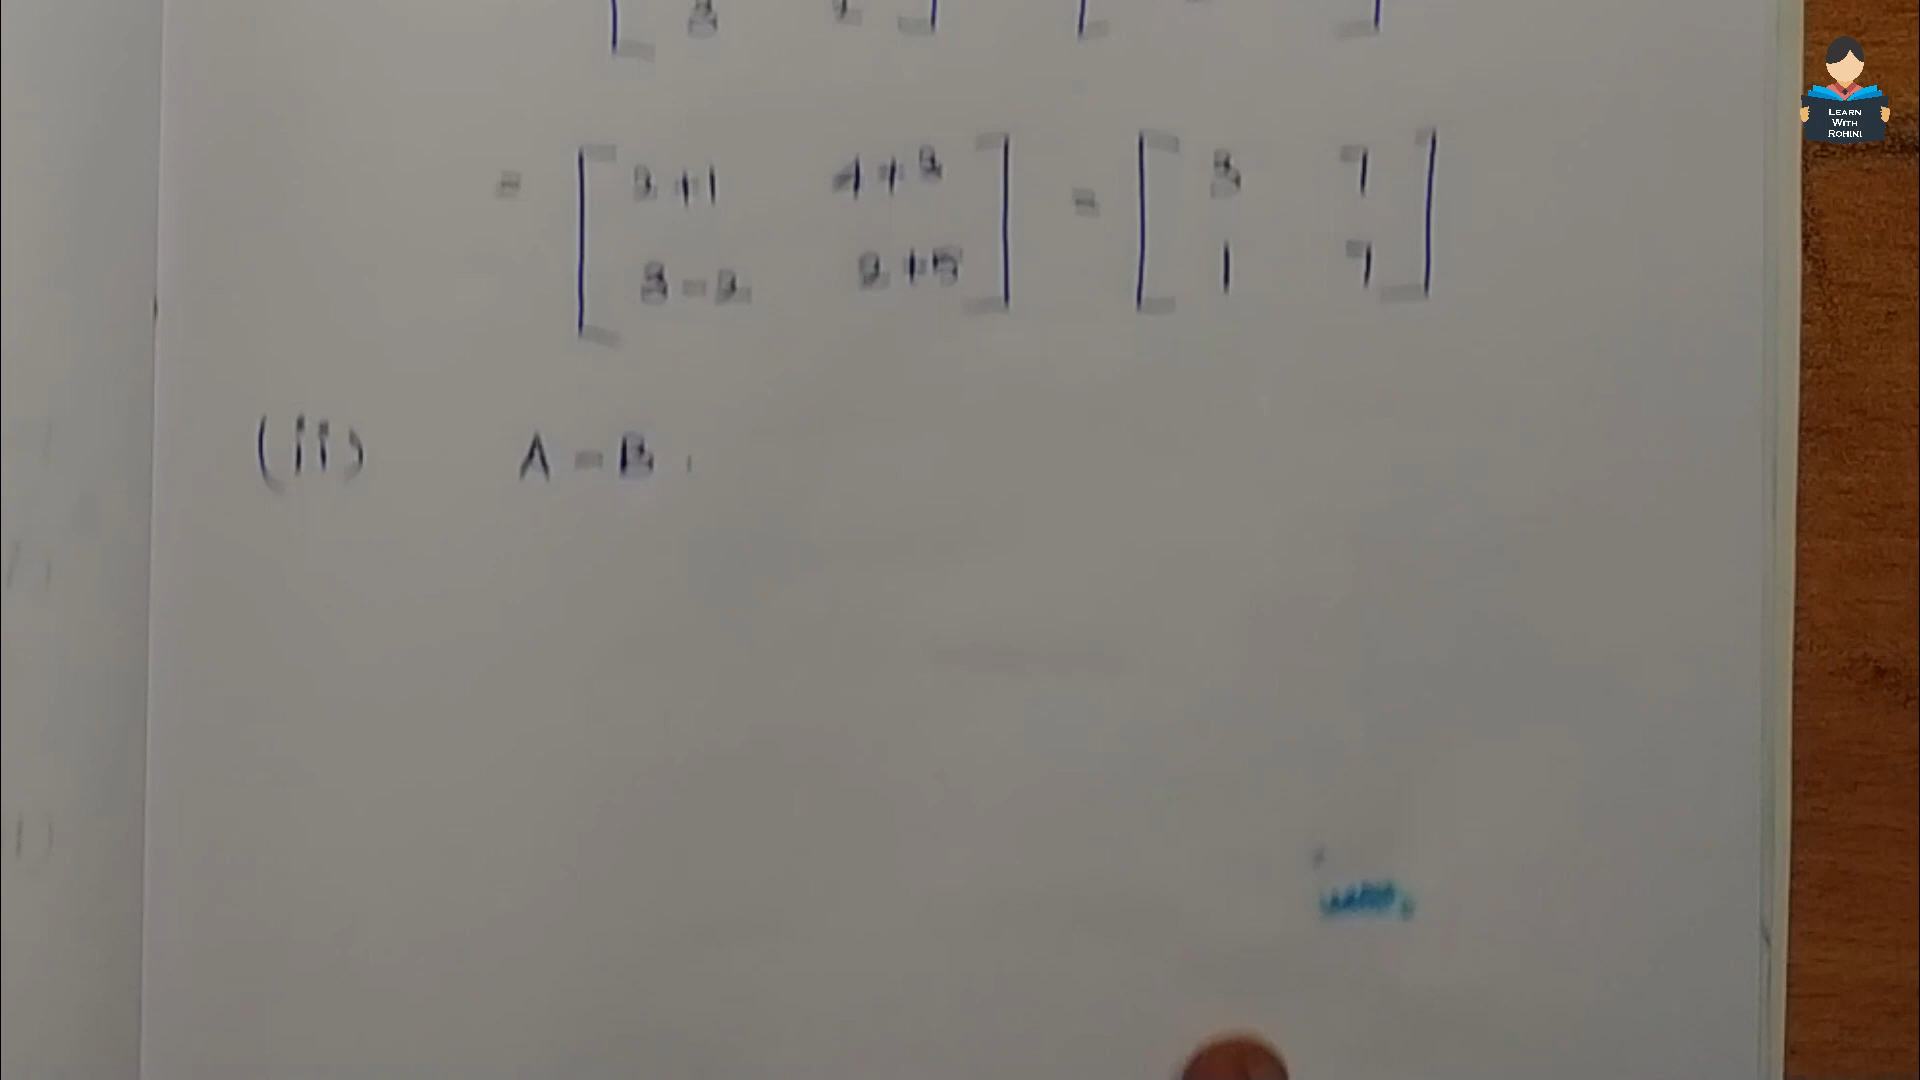 LEARN
WITH
ROHINI
= [ 2+1 4+3 ] = [ 3 7 ]
[ 3-2 2+5 ] [ 1 7 ]
(ii) A - B .